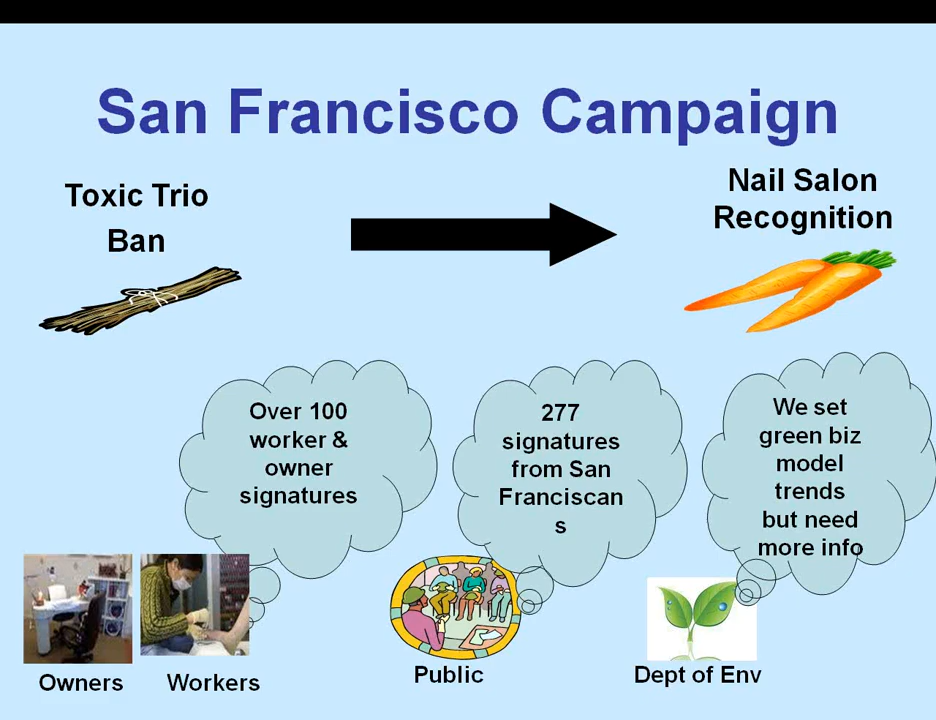 San Francisco Campaign
Toxic Trio
Ban
Nail Salon
Recognition
Over 100
worker &
owner
signatures
277
signatures
from San
Franciscan
s
We set
green biz
model
trends
but need
more info
Owners
Workers
Public
Dept of Env